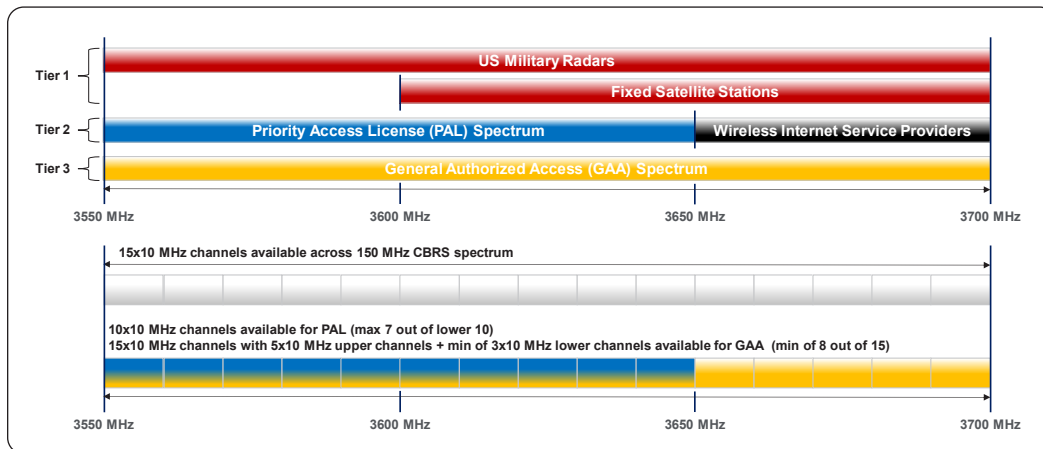 US Military Radars
Tier 1
Fixed Satellite Stations
Tier 2
Priority Access License (PAL) Spectrum
Wireless Internet Service Providers
Tier 3
General Authorized Access (GAA) Spectrum
3550 MHz
3600 MHz
3650 MHz
3700 MHz
15x10 MHz channels available across 150 MHz CBRS spectrum
10x10 MHz channels available for PAL (max 7 out of lower 10)
15x10 MHz channels with 5x10 MHz upper channels + min of 3x10 MHz lower channels available for GAA (min of 8 out of 15)
3550 MHz
3600 MHz
3650 MHz
3700 MHz